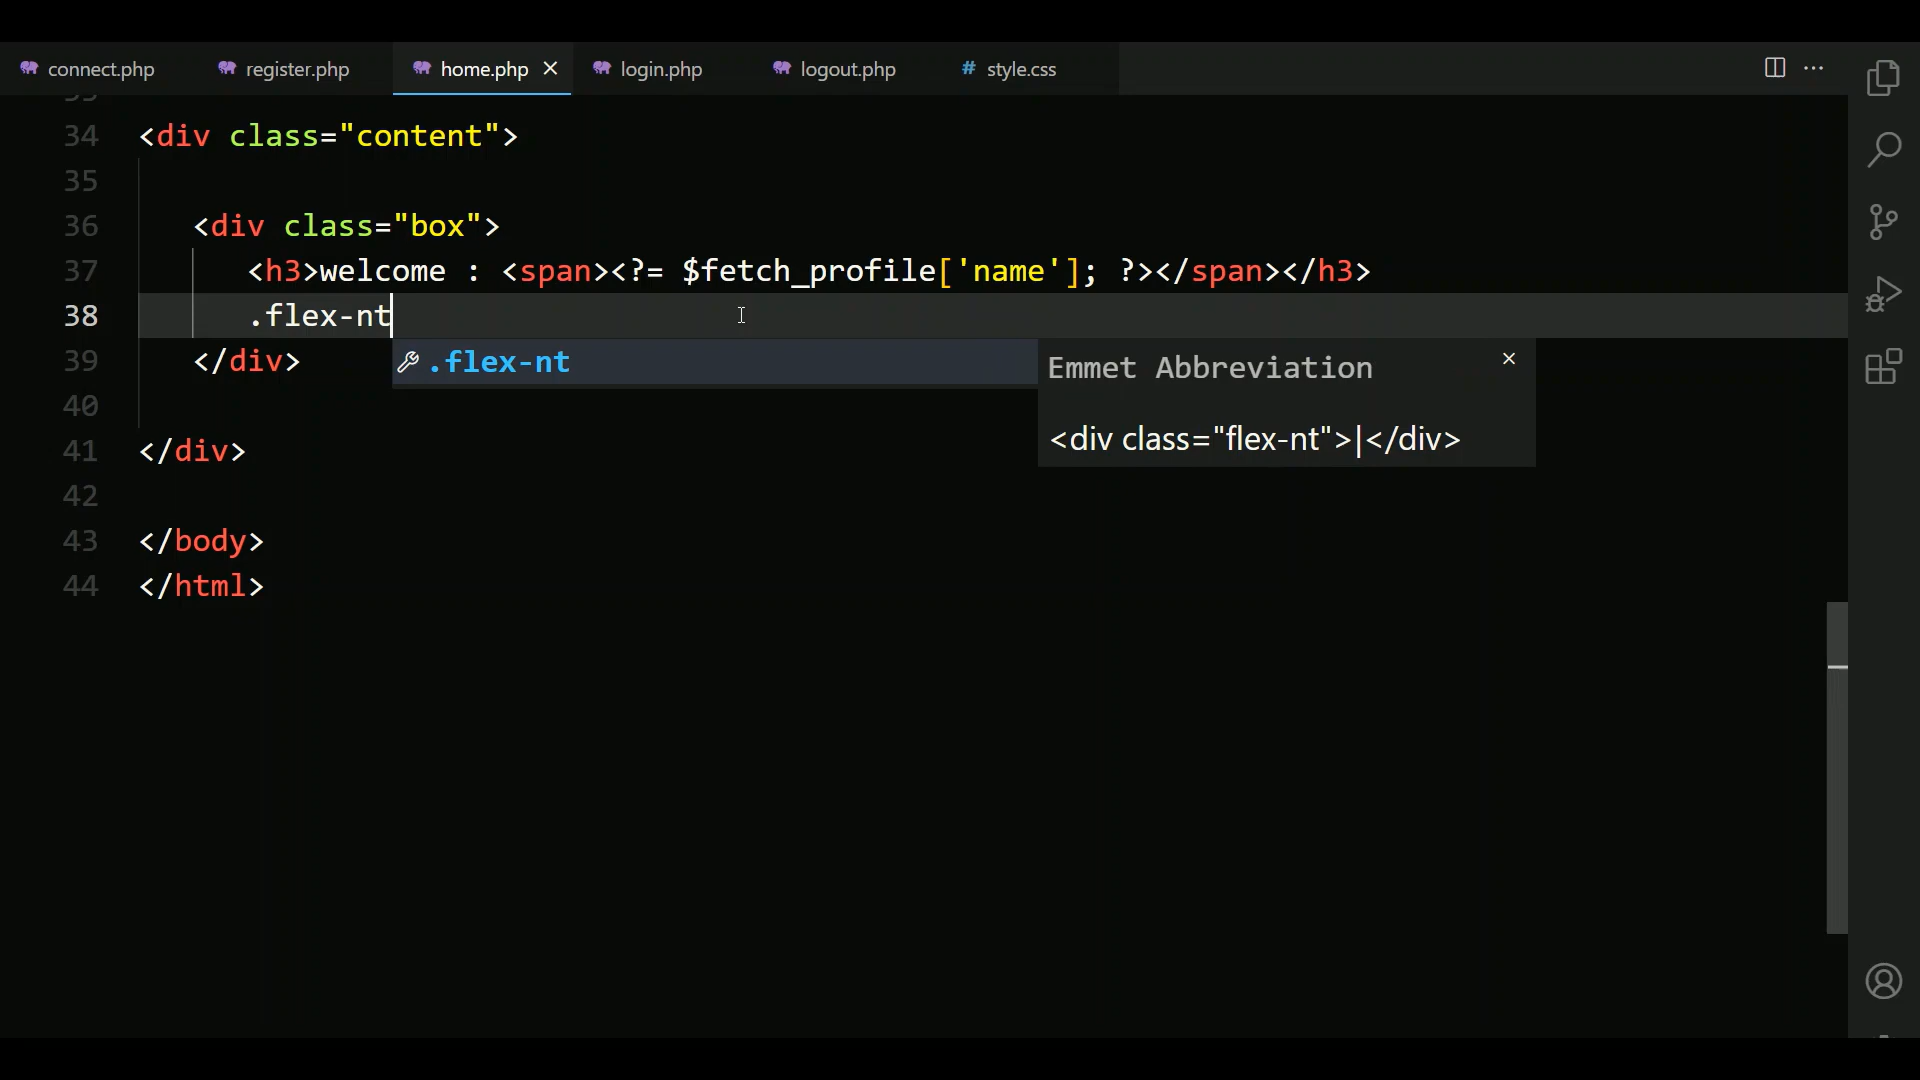 connect.php register.php home.php login.php logout.php # style.css
34 <div class="content">
35
36 <div class="box">
37 <h3>welcome : <span><?= $fetch_profile['name']; ?></span></h3>
38 .flex-nt
.flex-nt
Emmet Abbreviation
<div class="flex-nt">|</div>
39 </div>
40
41 </div>
42
43 </body>
44 </html>